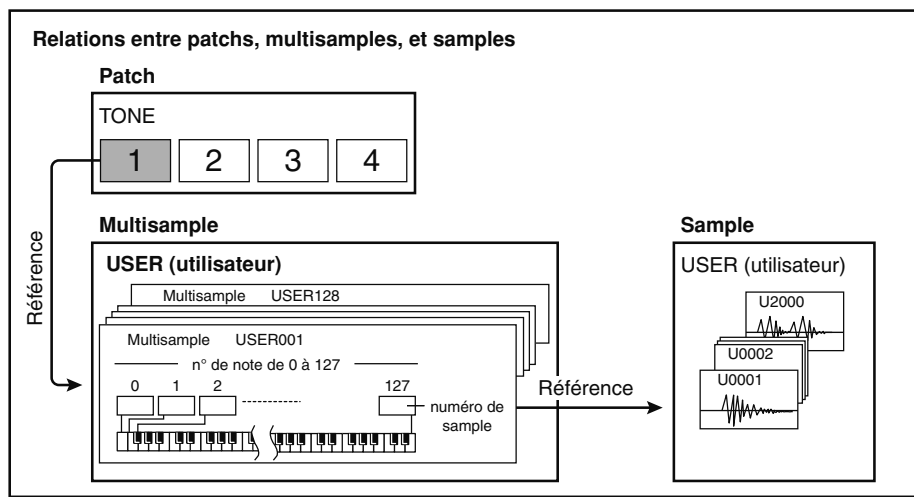 Relations entre patchs, multisamples, et samples
Patch
TONE
1 2 3 4
Référence
Multisample
USER (utilisateur)
Multisample USER128
Multisample USER001
n° de note de 0 à 127
0 1 2 127
numéro de
sample
Référence
Sample
USER (utilisateur)
U2000
U0002
U0001